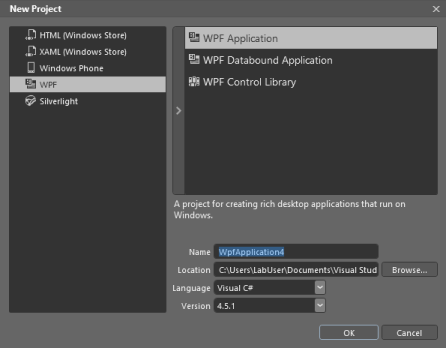 New Project
HTML (Windows Store)
XAML (Windows Store)
Windows Phone
WPF
Silverlight
WPF Application
WPF Databound Application
WPF Control Library
A project for creating rich desktop applications that run on
Windows.
Name WpfApplication4
Location C:\Users\LabUser\Documents\Visual Stud Browse...
Language Visual C#
Version 4.5.1
OK Cancel